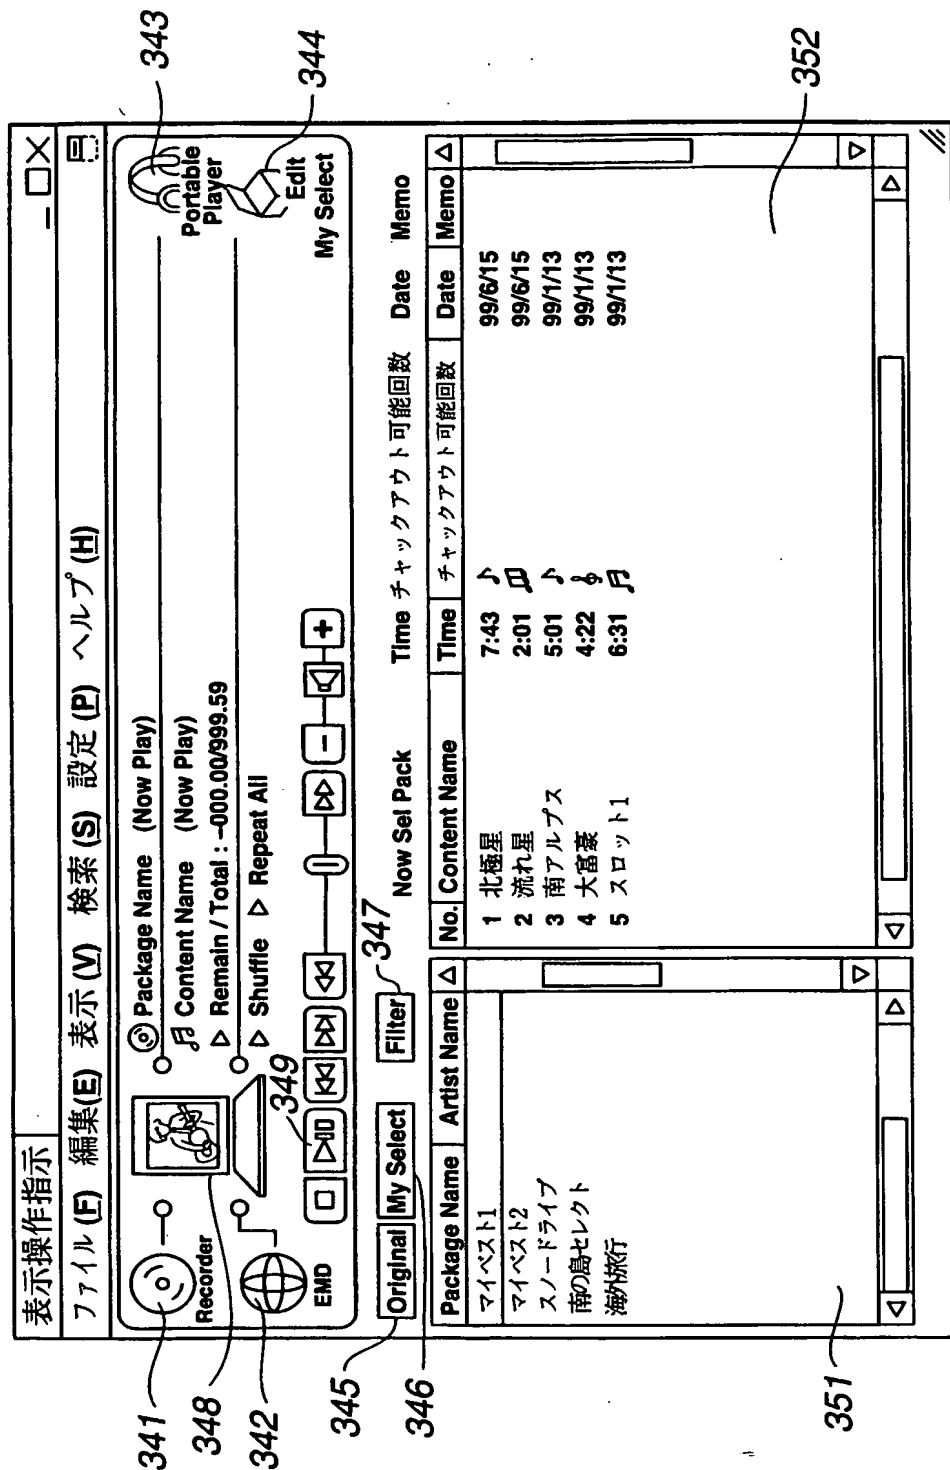 表示操作指示
ファイル(F) 編集(E) 表示(V) 検索(S) 設定(P) ヘルプ(H)
341
348
342
343
344
Recorder
EMD
Package Name (Now Play)
Content Name (Now Play)
Remain / Total : -000.00/999.59
Shuffle Repeat All
Portable
Player
Edit
My Select
349
345
346
347
Original My Select Filter
Now Sel Pack Time チャックアウト可能回数 Date Memo
Package Name Artist Name
マイベスト1
マイベスト2
スノードライブ
南の島セレクト
海外旅行
No. Content Name Time チャックアウト可能回数 Date Memo
1 北極星 7:43 99/6/15
2 流れ星 2:01 99/6/15
3 南アルプス 5:01 99/1/13
4 大富豪 4:22 99/1/13
5 スロット1 6:31 99/1/13
351
352